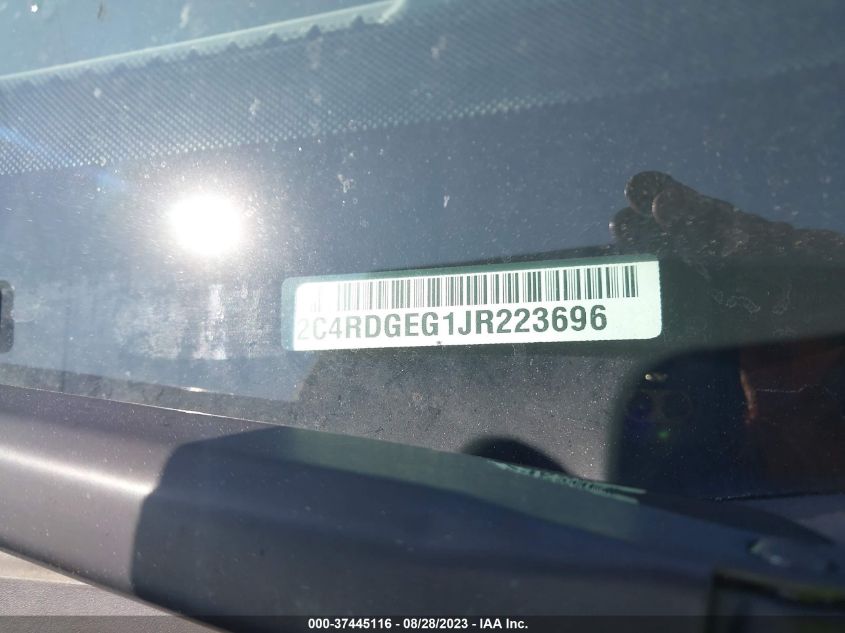 2C4RDGEG1JR223696
000-37445116 | 08/28/2023 | © IAA Inc.